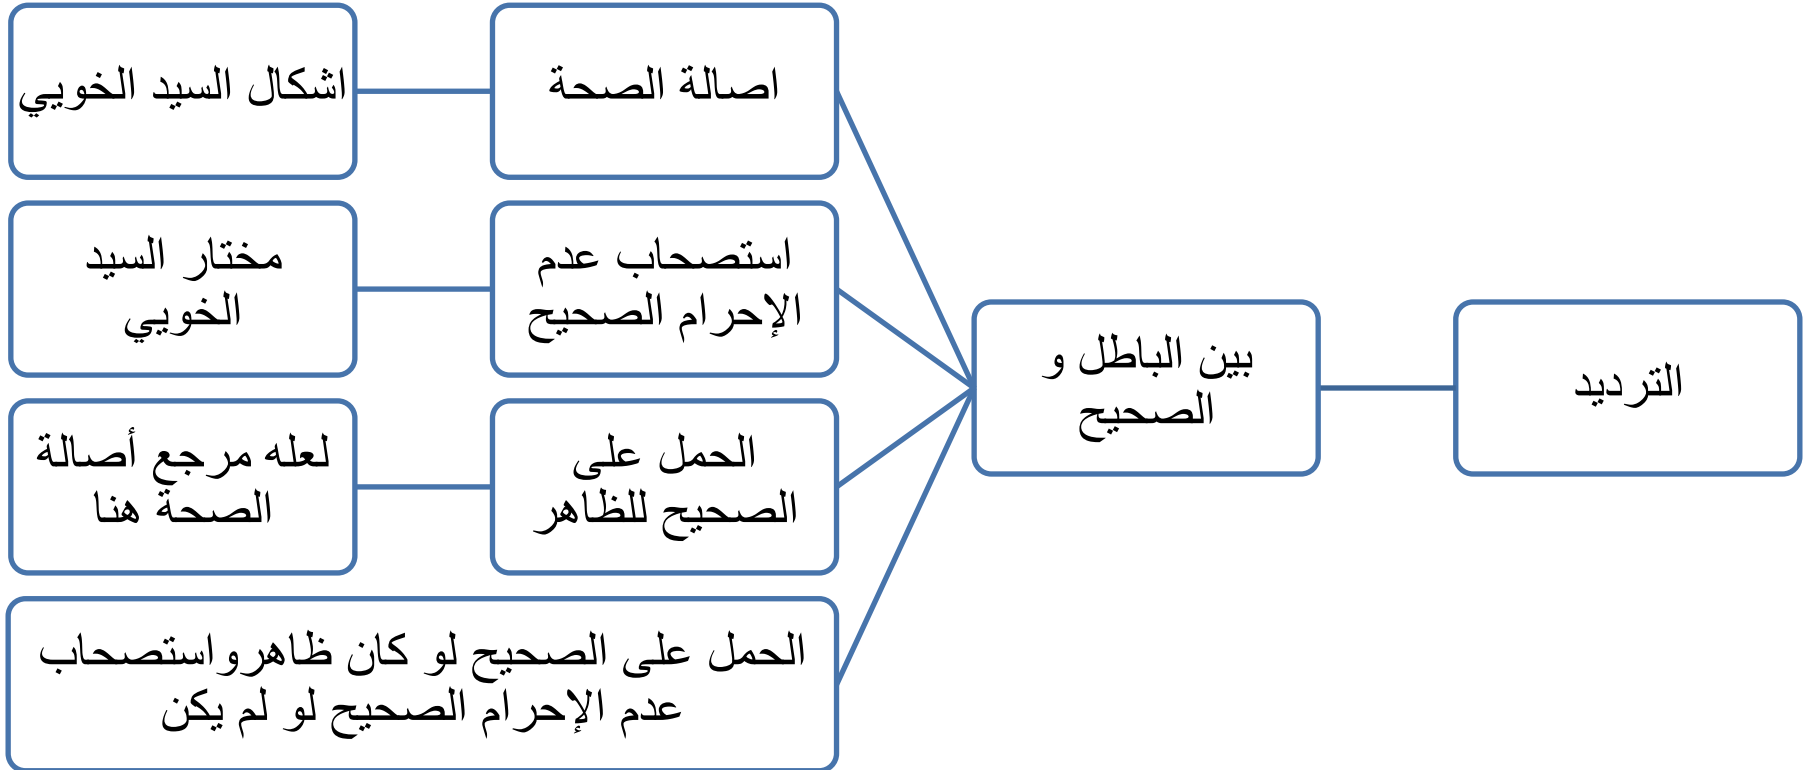 الترديد
بين الباطل و
الصحيح
اصالة الصحة
اشكال السيد الخويي
استصحاب عدم
الإحرام الصحيح
مختار السيد
الخويي
الحمل على
الصحيح للظاهر
لعله مرجع أصالة
الصحة هنا
الحمل على الصحيح لو كان ظاهرواستصحاب
عدم الإحرام الصحيح لو لم يكن